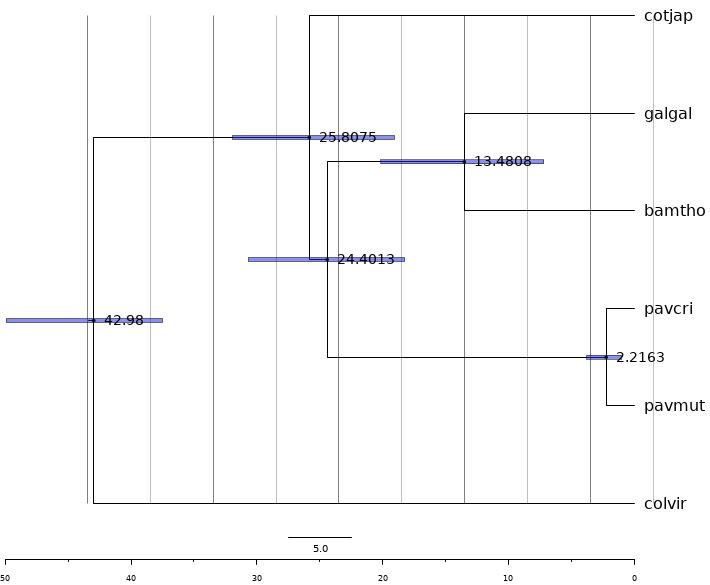 cotjap
galgal
25.8075
13.4808
bamtho
24.4013
pavcri
42.98
2.2163
pavmut
colvir
5.0
50 40 30 20 10 0